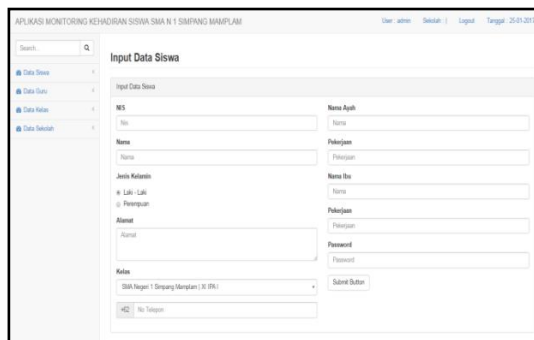 APLIKASI MONITORING KEHADIRAN SISWA SMA N 1 SIMPANG MAMPLAM
User : admin Sekolah : | Logout Tanggal : 25-01-2017
Search...
Data Siswa
Data Guru
Data Kelas
Data Sekolah
Input Data Siswa
Input Data Siswa
NIS
Nis
Nama
Nama
Jenis Kelamin
Laki - Laki
Perempuan
Alamat
Alamat
Kelas
SMA Negeri 1 Simpang Mamplam | XI IPA I
+62 No Telepon
Nama Ayah
Nama
Pekerjaan
Pekerjaan
Nama Ibu
Nama
Pekerjaan
Pekerjaan
Password
Password
Submit Button